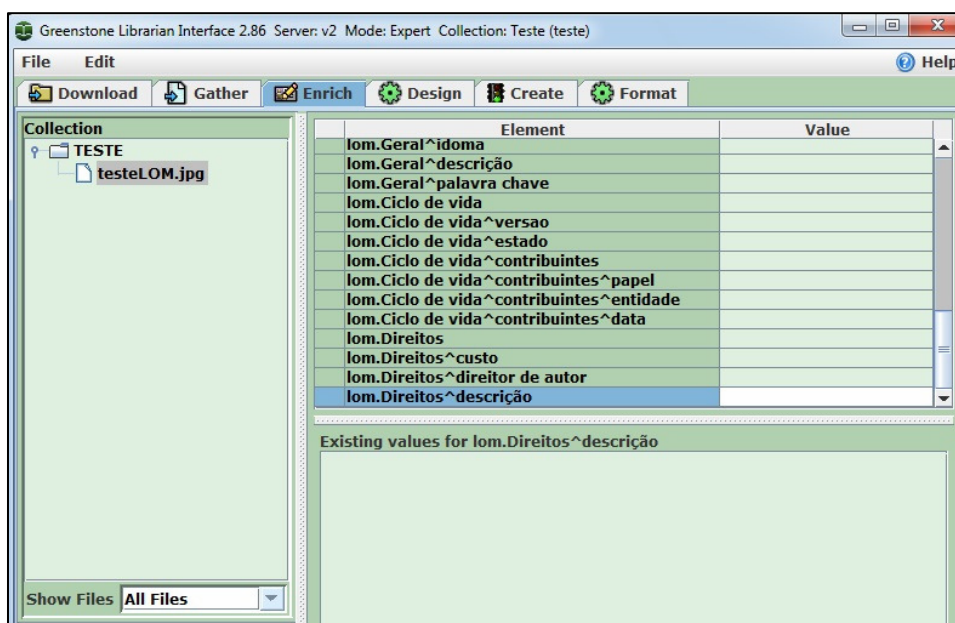 Greenstone Librarian Interface 2.86 Server: v2 Mode: Expert Collection: Teste (teste)
File Edit Help
Download Gather Enrich Design Create Format
Collection
TESTE
testeLOM.jpg
Show Files All Files
Element Value
lom.Geral^idoma
lom.Geral^descrição
lom.Geral^palavra chave
lom.Ciclo de vida
lom.Ciclo de vida^versao
lom.Ciclo de vida^estado
lom.Ciclo de vida^contribuintes
lom.Ciclo de vida^contribuintes^papel
lom.Ciclo de vida^contribuintes^entidade
lom.Ciclo de vida^contribuintes^data
lom.Direitos
lom.Direitos^custo
lom.Direitos^direitor de autor
lom.Direitos^descrição
Existing values for lom.Direitos^descrição